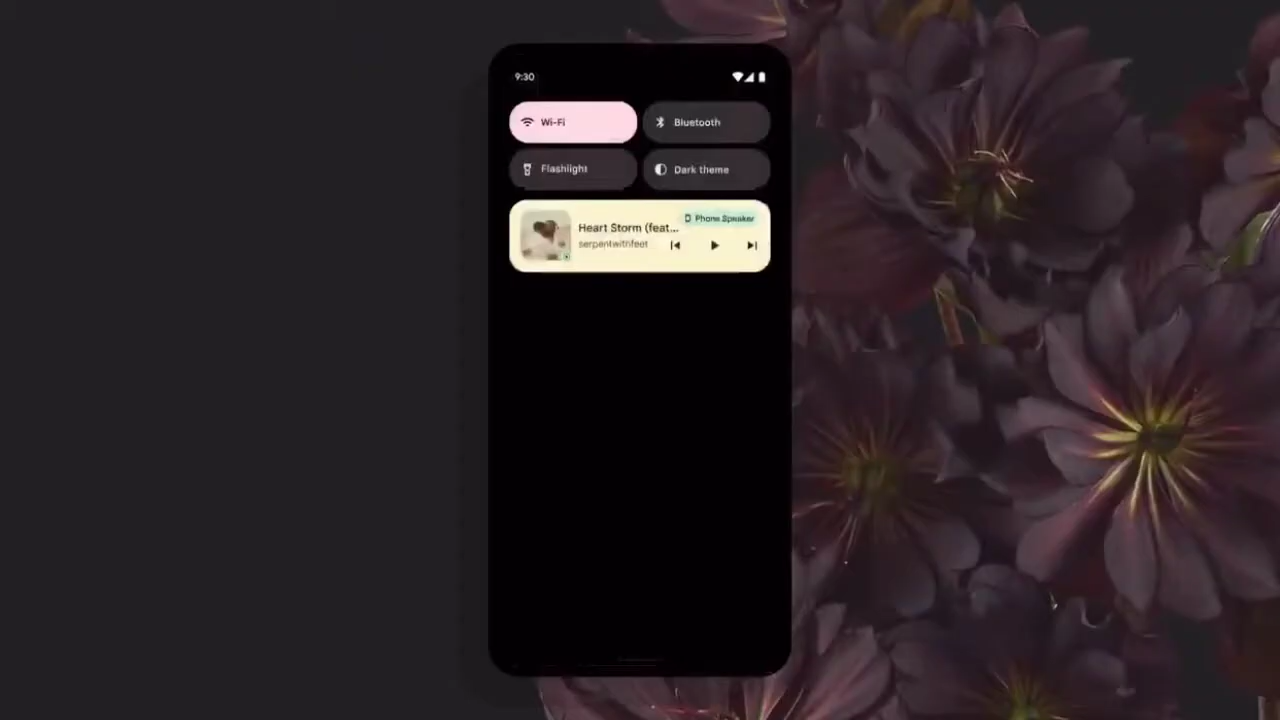 9:30
Wi-Fi
Bluetooth
Flashlight
Dark theme
Phone Speaker
Heart Storm (feat...
serpentwithfeet